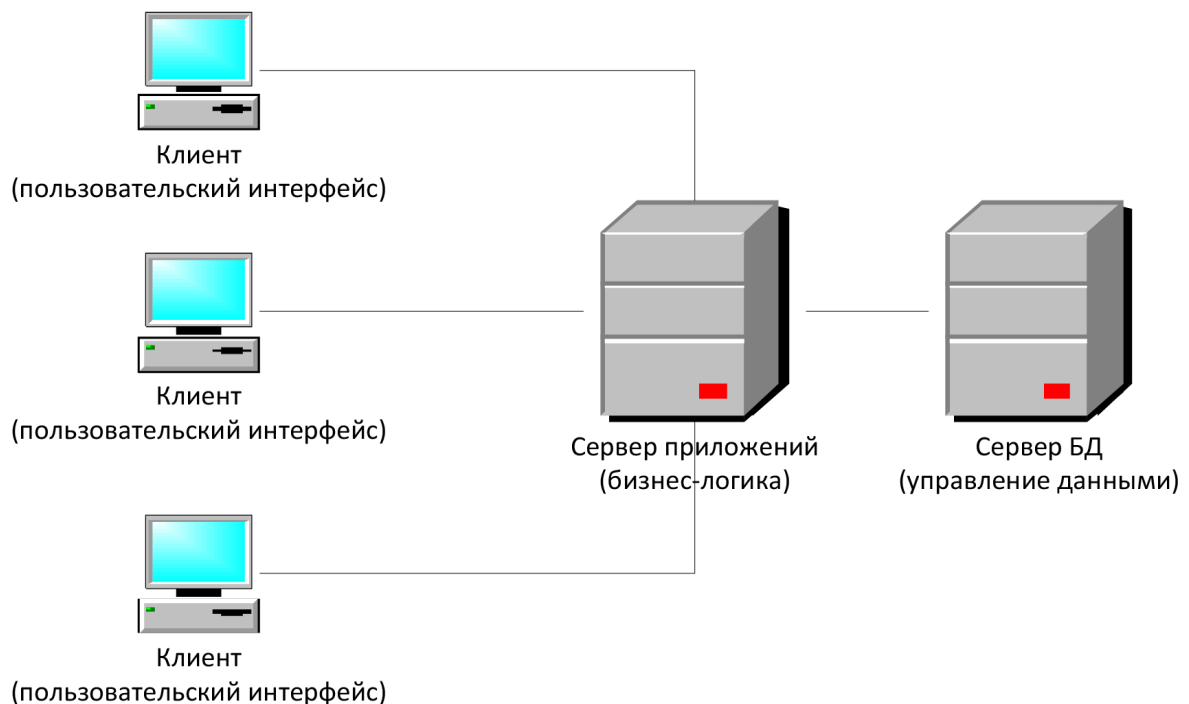 Клиент
(пользовательский интерфейс)
Клиент
(пользовательский интерфейс)
Сервер приложений
(бизнес-логика)
Сервер БД
(управление данными)
Клиент
(пользовательский интерфейс)